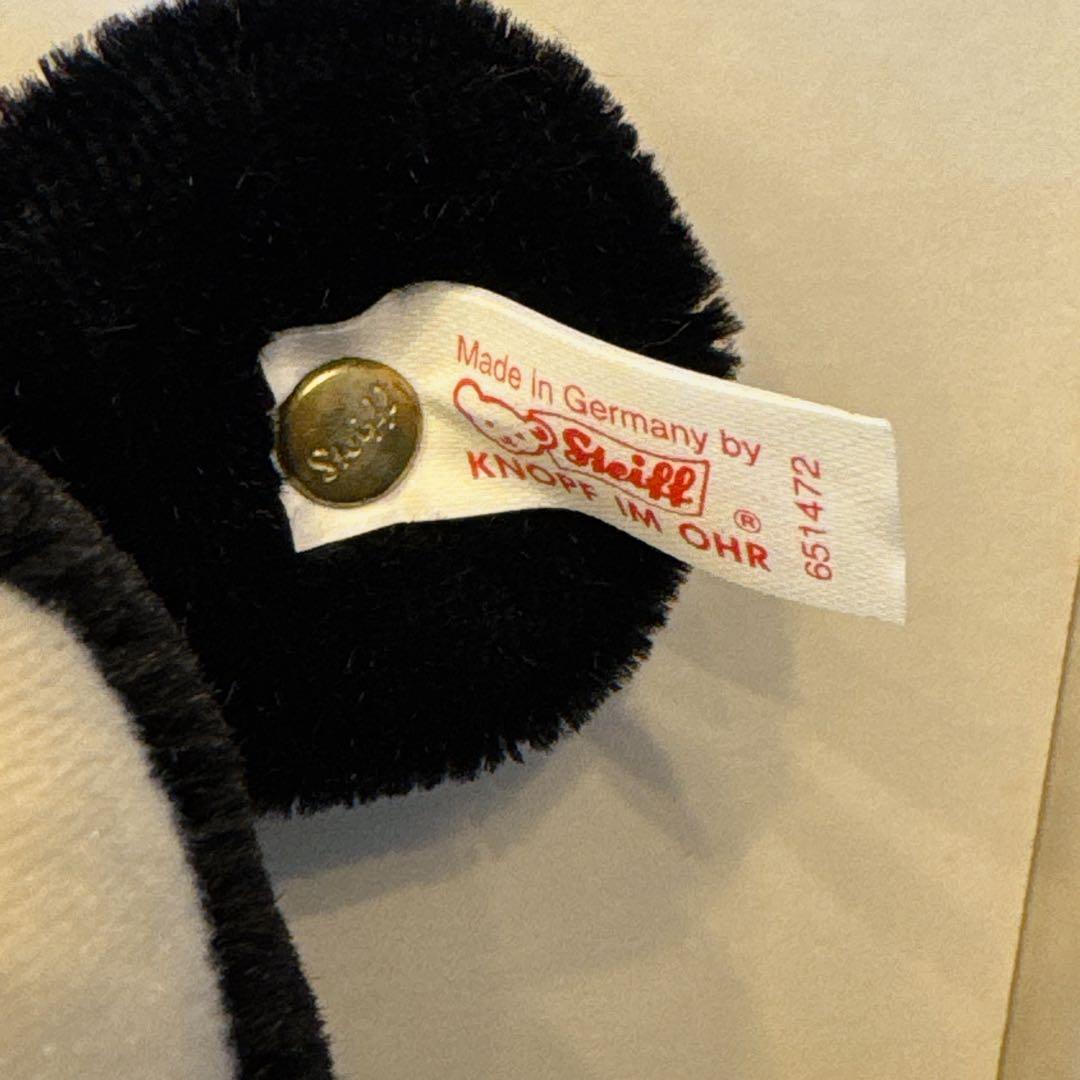 Steiff
Made in Germany by
Steiff
KNOPF IM OHR ®
651472